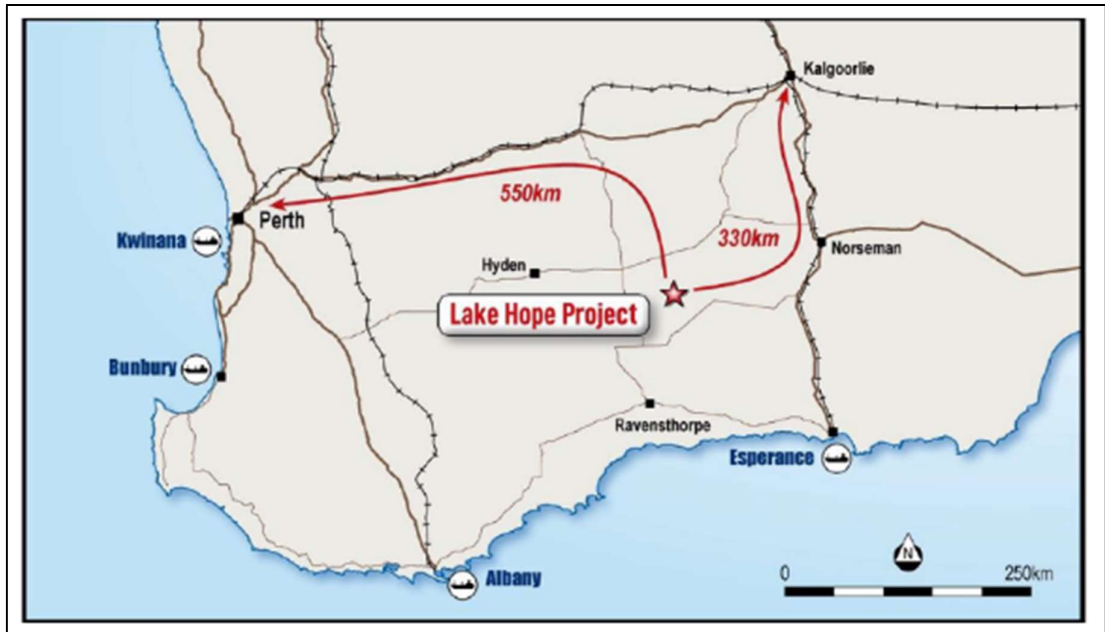 Kalgoorlie
550km
Perth
Kwinana
330km
Norseman
Hyden
Lake Hope Project
Bunbury
Ravensthorpe
Esperance
N
Albany
0
250km